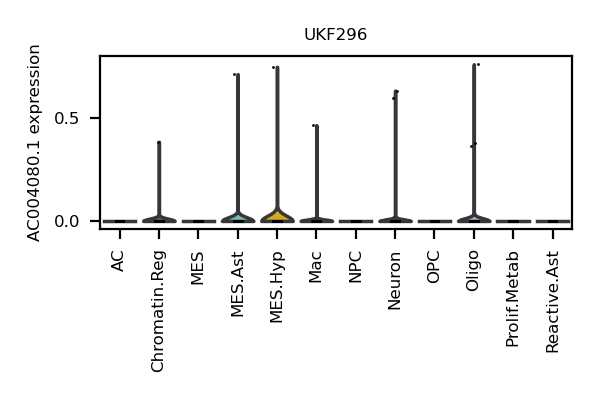 UKF296
AC004080.1 expression
0.5
0.0
AC
Chromatin.Reg
MES
MES.Ast
MES.Hyp
Mac
NPC
Neuron
OPC
Oligo
Prolif.Metab
Reactive.Ast